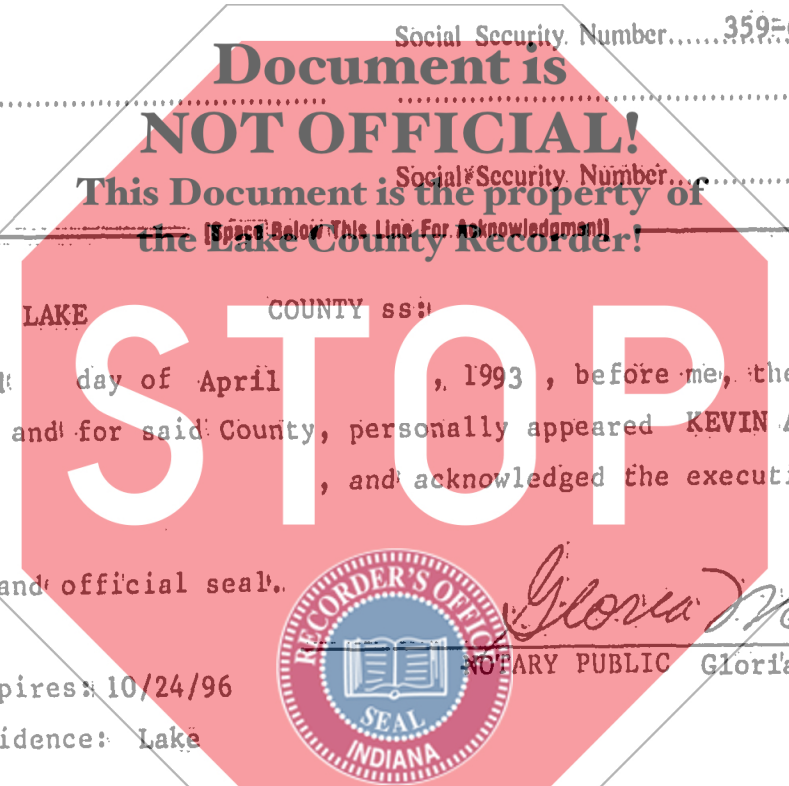 Social Security Number......359-
Document is
NOT OFFICIAL!
Social Security Number...
This Document is the property of
[Space Below This Line For Acknowledgment]
the Lake County Recorder!
LAKE COUNTY ss:
day of April , 1993 , before me, the
and for said County, personally appeared KEVIN A
, and acknowledged the executi
STOP
and official seal.
RECORDER'S OFFICE
SEAL
INDIANA
Gloria
NOTARY PUBLIC Gloria
pires: 10/24/96
idence: Lake